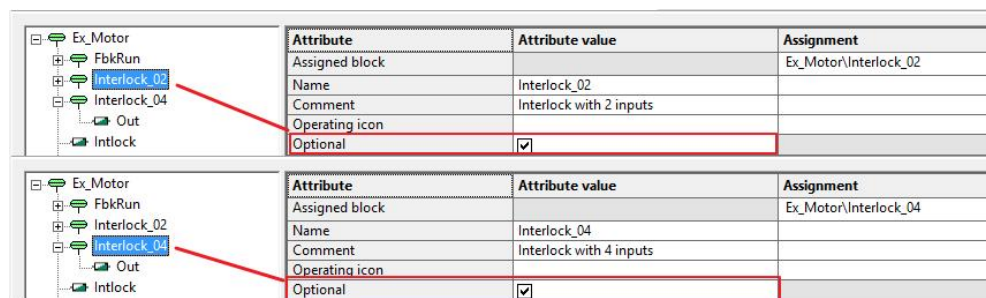 Ex_Motor
FbkRun
Interlock_02
Interlock_04
Out
Intlock
Attribute Attribute value Assignment
Assigned block Ex_Motor\Interlock_02
Name Interlock_02
Comment Interlock with 2 inputs
Operating icon
Optional
Ex_Motor
FbkRun
Interlock_02
Interlock_04
Out
Intlock
Attribute Attribute value Assignment
Assigned block Ex_Motor\Interlock_04
Name Interlock_04
Comment Interlock with 4 inputs
Operating icon
Optional